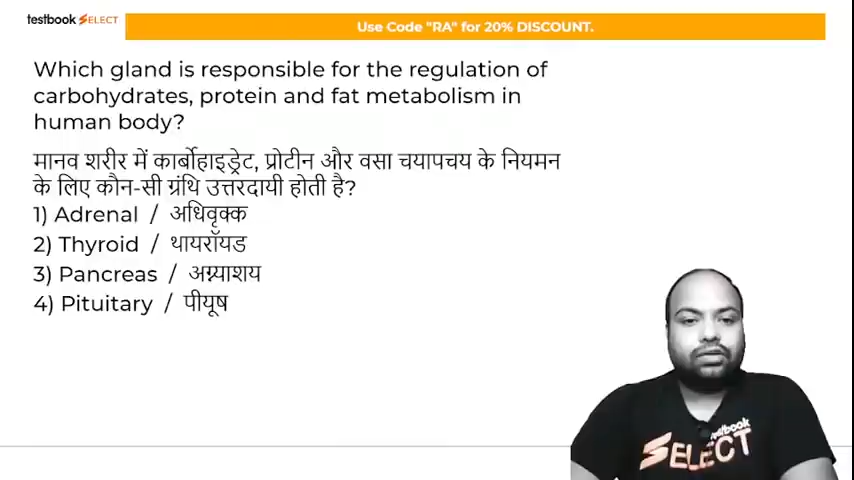 testbook SELECT
Use Code "RA" for 20% DISCOUNT.
Which gland is responsible for the regulation of
carbohydrates, protein and fat metabolism in
human body?
मानव शरीर में कार्बोहाइड्रेट, प्रोटीन और वसा चयापचय के नियमन
के लिए कौन-सी ग्रंथि उत्तरदायी होती है?
1) Adrenal / अधिवृक्क
2) Thyroid / थायरॉयड
3) Pancreas / अग्न्याशय
4) Pituitary / पीयूष
testbook
SELECT